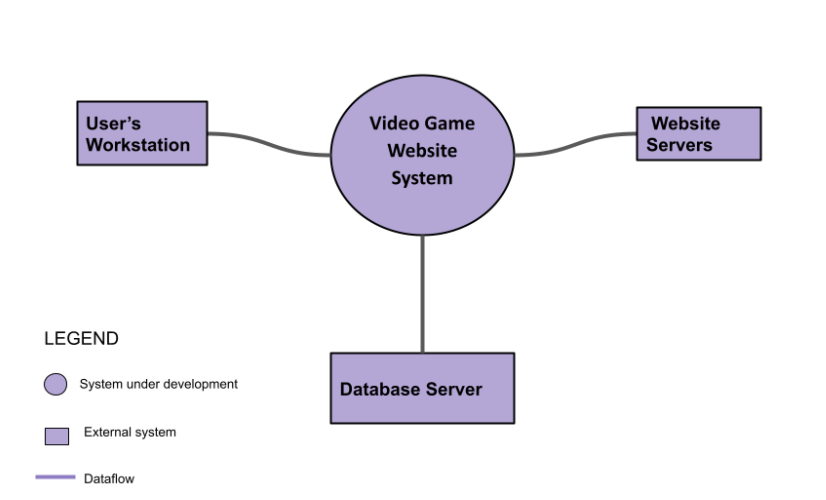 User's
Workstation
Video Game
Website
System
Website
Servers
Database Server
LEGEND
System under development
External system
Dataflow